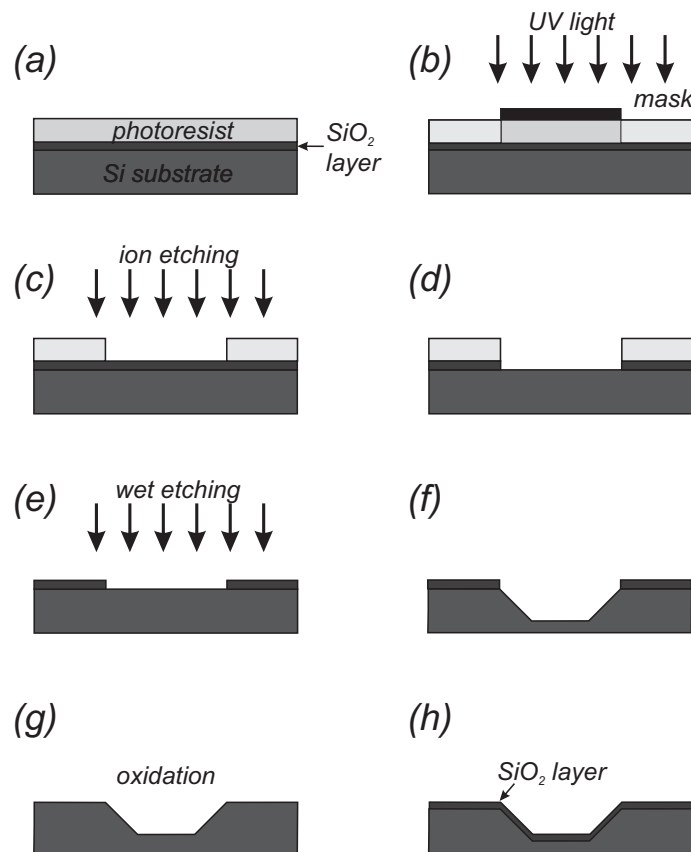 (a)
photoresist
SiO2
layer
Si substrate
UV light
(b)
mask
ion etching
(c)
(d)
wet etching
(e)
(f)
(g)
oxidation
(h)
SiO2 layer